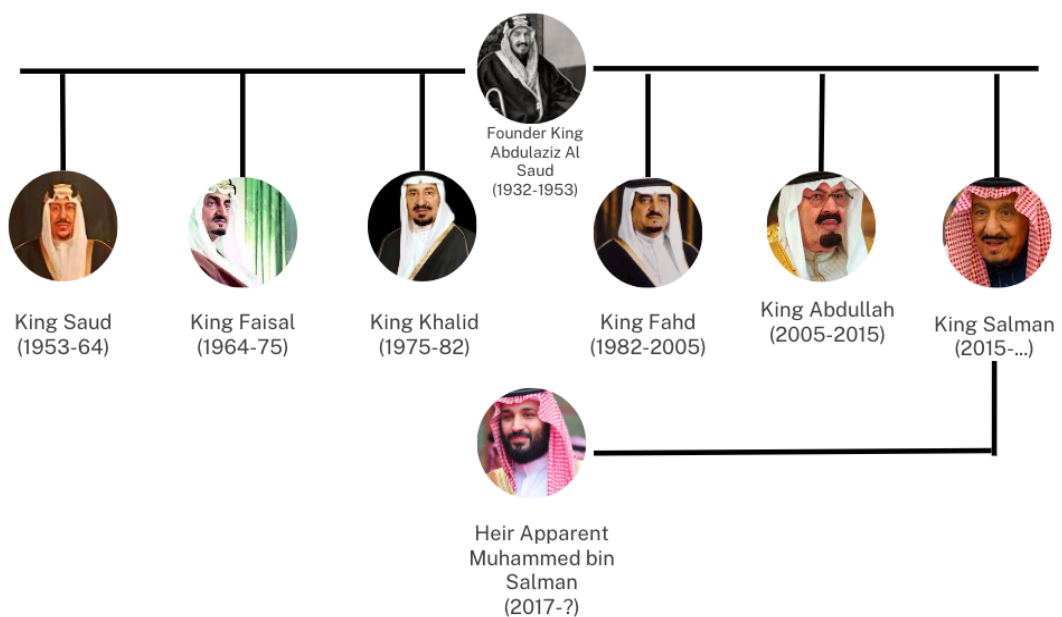 Founder King
Abdulaziz Al
Saud
(1932-1953)
King Saud
(1953-64)
King Faisal
(1964-75)
King Khalid
(1975-82)
King Fahd
(1982-2005)
King Abdullah
(2005-2015)
King Salman
(2015-...)
Heir Apparent
Muhammed bin
Salman
(2017-?)